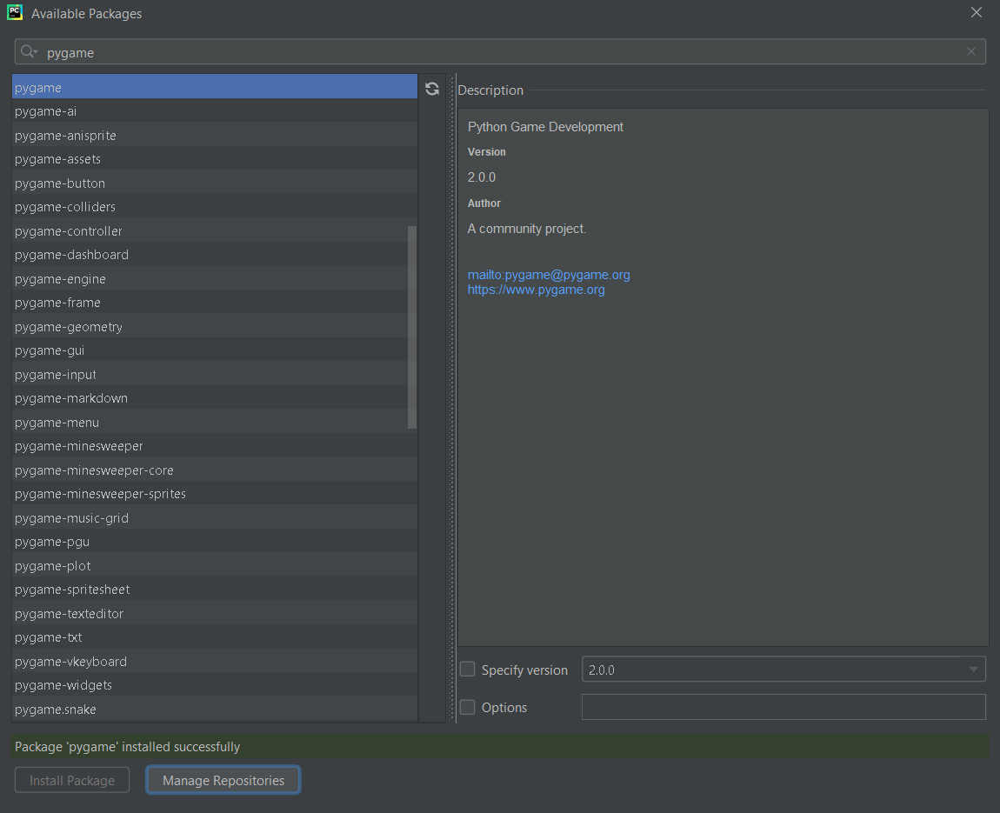 PC
Available Packages
pygame
pygame
pygame-ai
pygame-anisprite
pygame-assets
pygame-button
pygame-colliders
pygame-controller
pygame-dashboard
pygame-engine
pygame-frame
pygame-geometry
pygame-gui
pygame-input
pygame-markdown
pygame-menu
pygame-minesweeper
pygame-minesweeper-core
pygame-minesweeper-sprites
pygame-music-grid
pygame-pgu
pygame-plot
pygame-spritesheet
pygame-texteditor
pygame-txt
pygame-vkeyboard
pygame-widgets
pygame.snake
Description
Python Game Development
Version
2.0.0
Author
A community project.
mailto:pygame@pygame.org
https://www.pygame.org
Specify version 2.0.0
Options
Package 'pygame' installed successfully
Install Package Manage Repositories